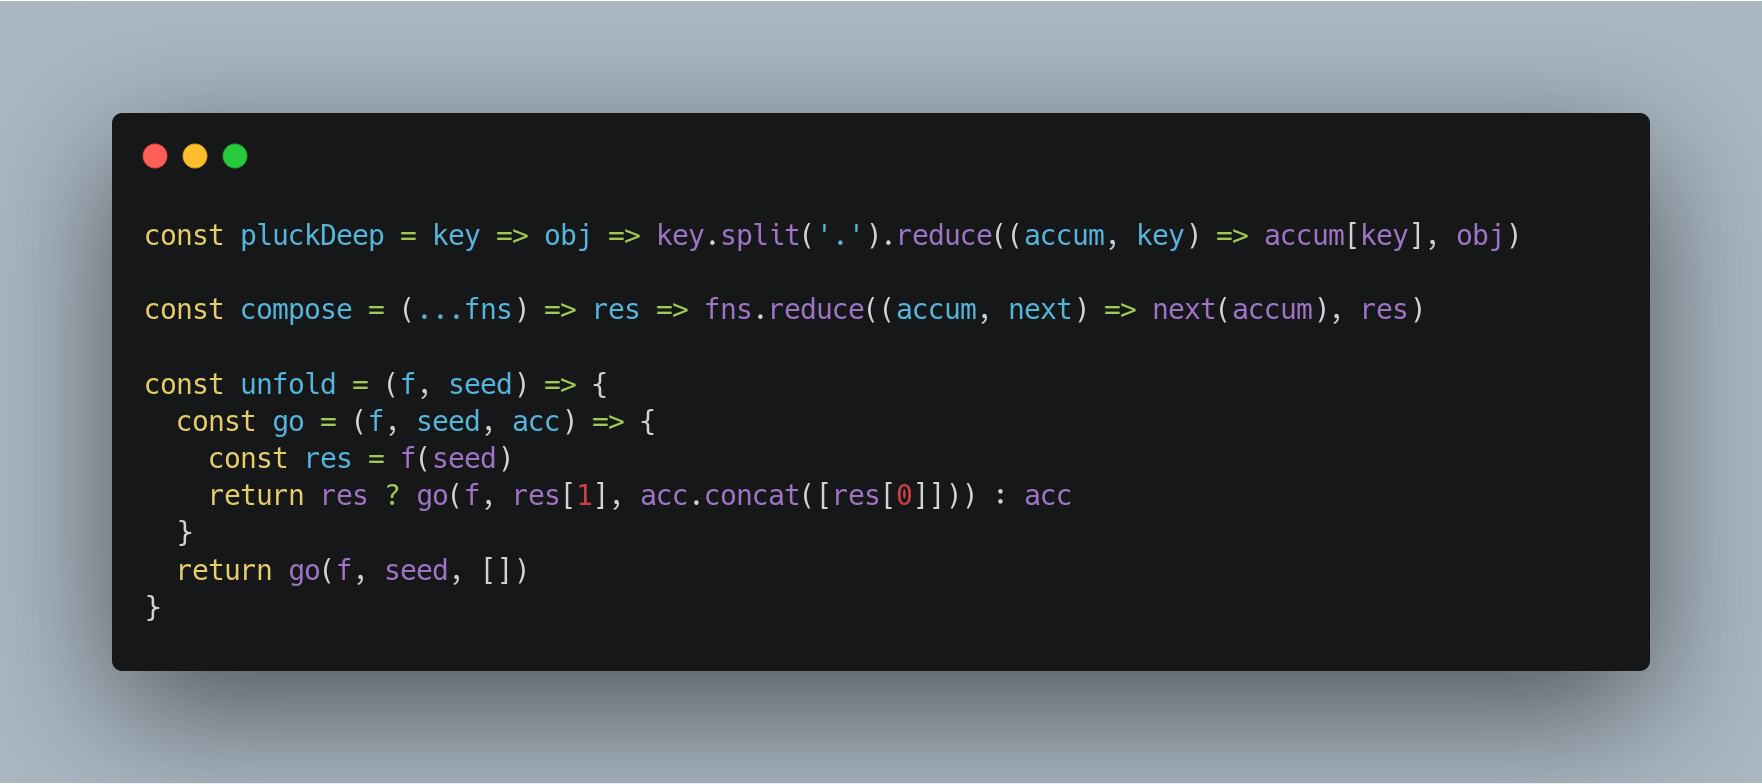 const pluckDeep = key => obj => key.split('.').reduce((accum, key) => accum[key], obj)
const compose = (...fns) => res => fns.reduce((accum, next) => next(accum), res)
const unfold = (f, seed) => {
  const go = (f, seed, acc) => {
    const res = f(seed)
    return res ? go(f, res[1], acc.concat([res[0]])) : acc
  }
  return go(f, seed, [])
}